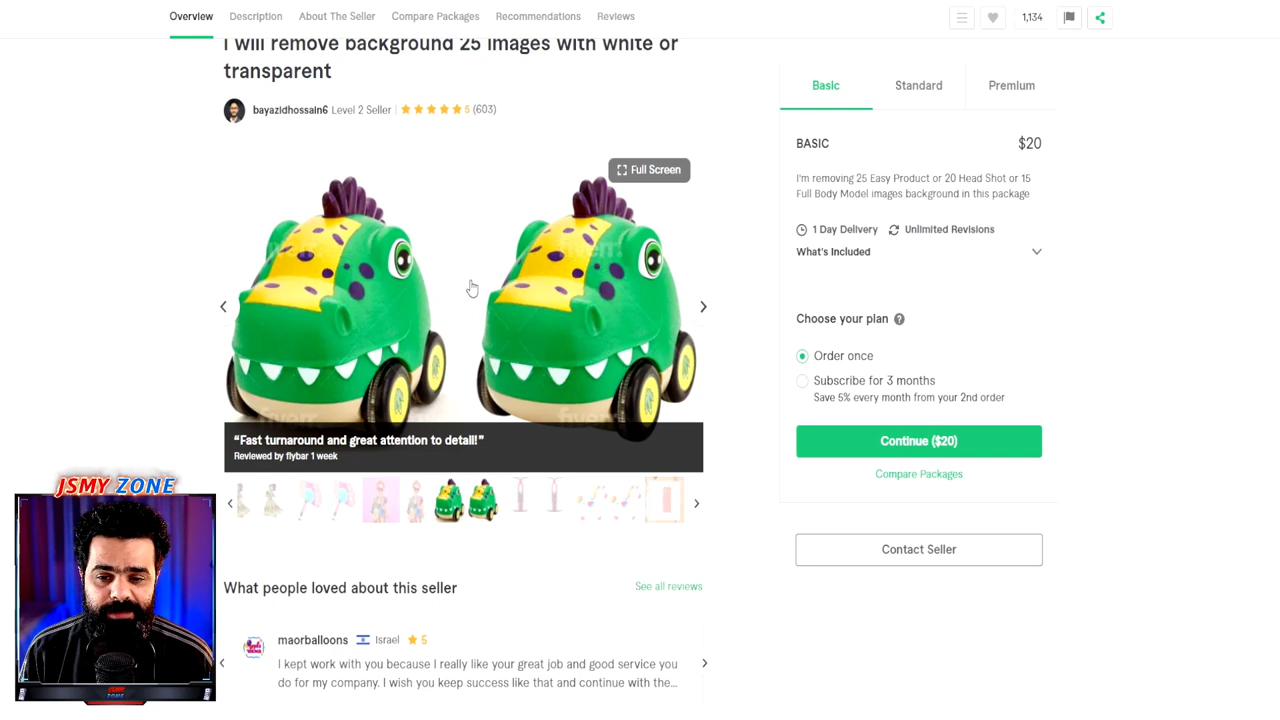 Overview Description About The Seller Compare Packages Recommendations Reviews
1,134
I will remove background 25 images with white or
transparent
bayazidhossain6 Level 2 Seller 5 (603)
Full Screen
fiverr
fiverr
fiverr
“Fast turnaround and great attention to detail!”
Reviewed by flybar 1 week
What people loved about this seller
See all reviews
maorballoons Israel 5
I kept work with you because I really like your great job and good service you
do for my company. I wish you keep success like that and continue with the...
Basic Standard Premium
BASIC $20
I'm removing 25 Easy Product or 20 Head Shot or 15
Full Body Model images background in this package
1 Day Delivery Unlimited Revisions
What's Included
Choose your plan ?
Order once
Subscribe for 3 months
Save 5% every month from your 2nd order
Continue ($20)
Compare Packages
Contact Seller
JSMY ZONE
JSMY
ZONE